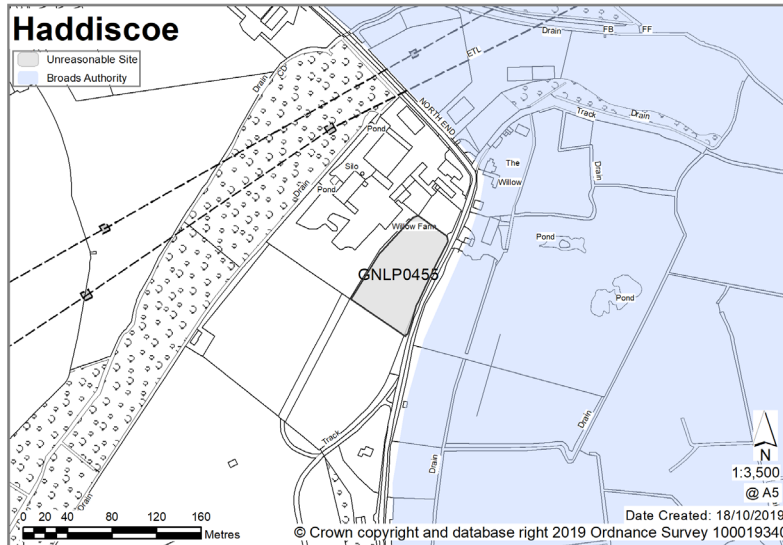 Haddiscoe
Unreasonable Site
Broads Authority
Drain
FB
FF
ETL
Drain
NORTH END
Track
Drain
Pond
The
Willow
Silo
Drain
Drain
Pond
Willow Farm
Pond
GNLP0455
Pond
Track
Drain
Drain
Drain
N
1:3,500
@ A5
0 20 40 80 120 160
Metres
Date Created: 18/10/2019
© Crown copyright and database right 2019 Ordnance Survey 10001934